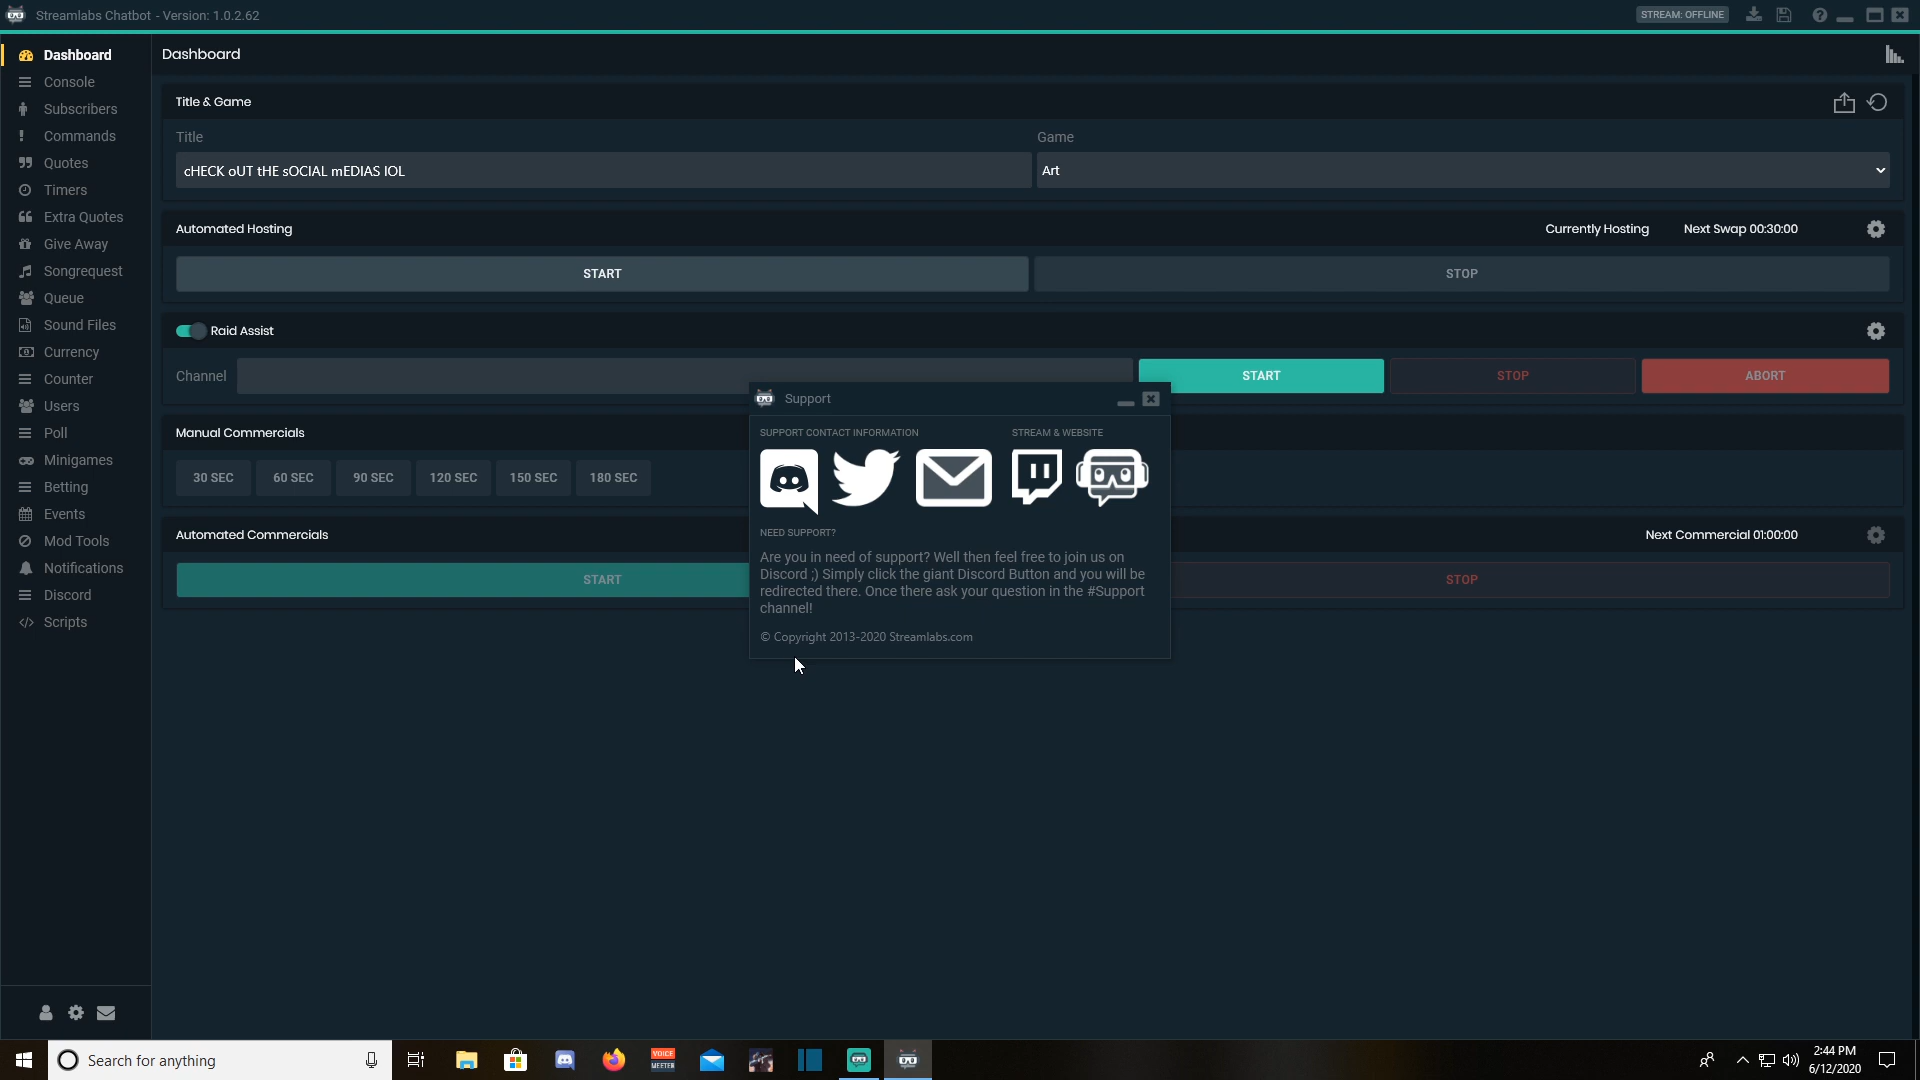 Streamlabs Chatbot - Version: 1.0.2.62
STREAM: OFFLINE
Dashboard
Console
Subscribers
Commands
Quotes
Timers
Extra Quotes
Give Away
Songrequest
Queue
Sound Files
Currency
Counter
Users
Poll
Minigames
Betting
Events
Mod Tools
Notifications
Discord
Scripts
Dashboard
Title & Game
Title
Game
cHECK oUT tHE sOCIAL mEDIAS lOL
Art
Automated Hosting
Currently Hosting
Next Swap 00:30:00
START
STOP
Raid Assist
Channel
START
STOP
ABORT
Manual Commercials
30 SEC
60 SEC
90 SEC
120 SEC
150 SEC
180 SEC
Automated Commercials
Next Commercial 01:00:00
START
STOP
Support
SUPPORT CONTACT INFORMATION
STREAM & WEBSITE
NEED SUPPORT?
Are you in need of support? Well then feel free to join us on
Discord ;) Simply click the giant Discord Button and you will be
redirected there. Once there ask your question in the #Support
channel!
© Copyright 2013-2020 Streamlabs.com
Search for anything
VOICE
MEETER
2:44 PM
6/12/2020